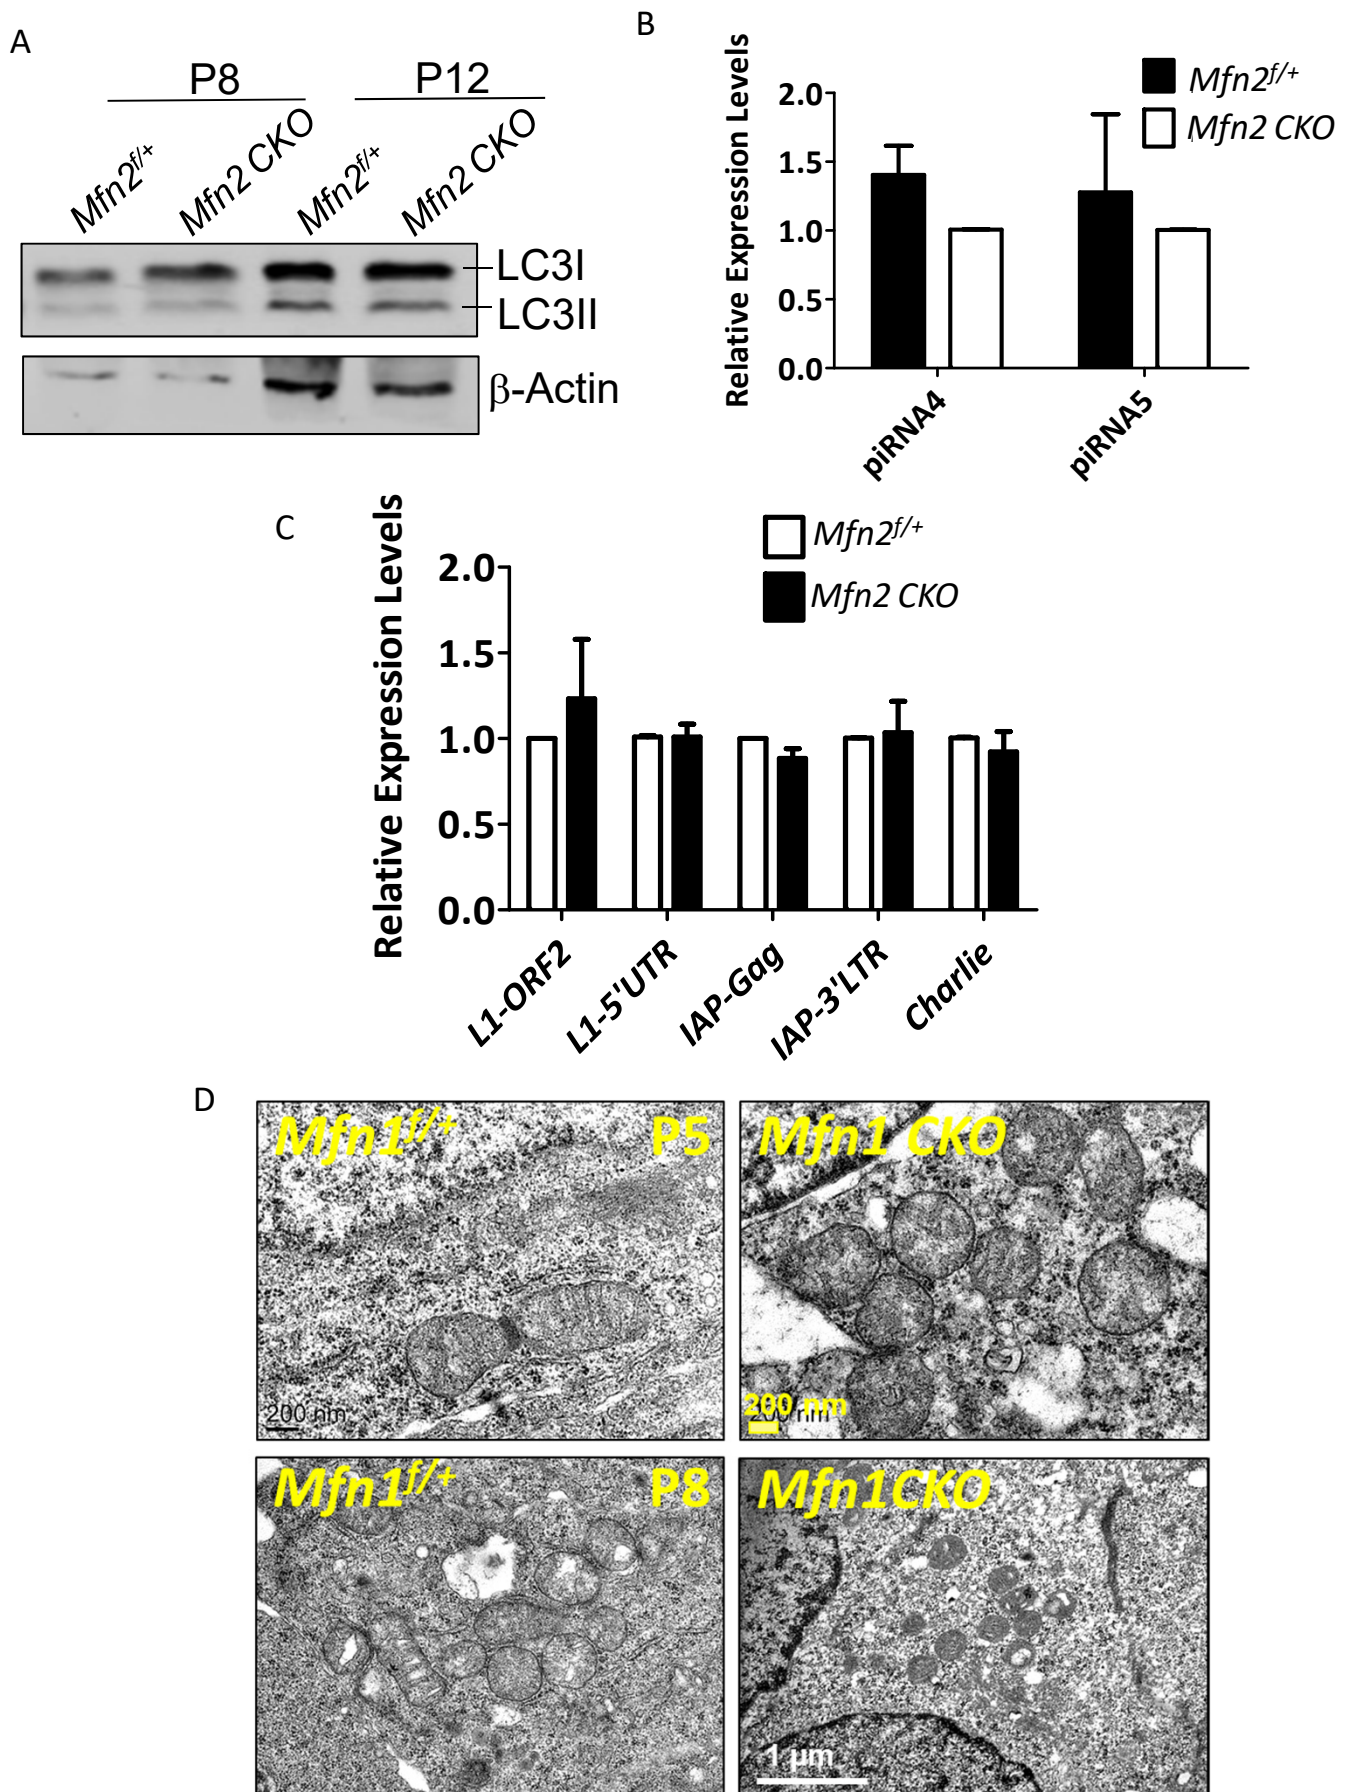 A
P8 P12
Mfn2f/+ Mfn2 CKO Mfn2f/+ Mfn2 CKO
LC3I
LC3II
β-Actin
B
Relative Expression Levels
2.0
1.5
1.0
0.5
0.0
piRNA4 piRNA5
Mfn2f/+
Mfn2 CKO
C
Relative Expression Levels
2.0
1.5
1.0
0.5
0.0
L1-ORF2 L1-5'UTR IAP-Gag IAP-3'LTR Charlie
Mfn2f/+
Mfn2 CKO
D
Mfn1f/+ P5
200 nm
Mfn1 CKO
200 nm
200 nm
Mfn1f/+ P8
Mfn1CKO
1 μm